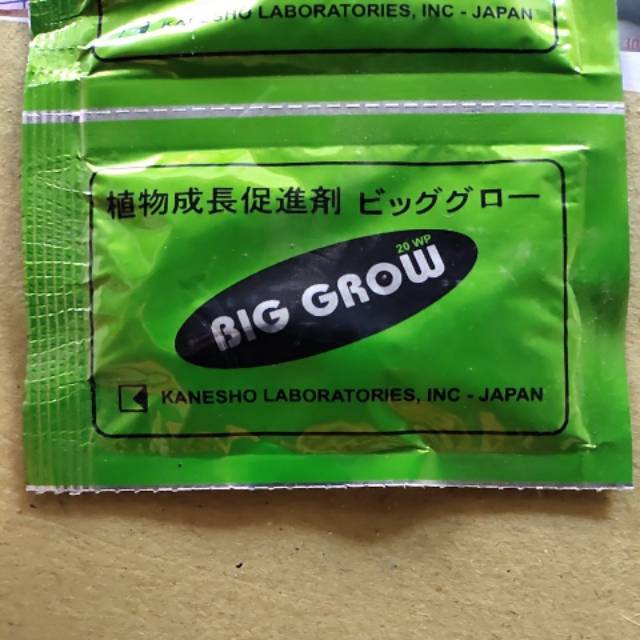 KANESHO LABORATORIES, INC - JAPAN
植物成長促進剤 ビッググロー
20 WP
BIG GROW
KANESHO LABORATORIES, INC - JAPAN